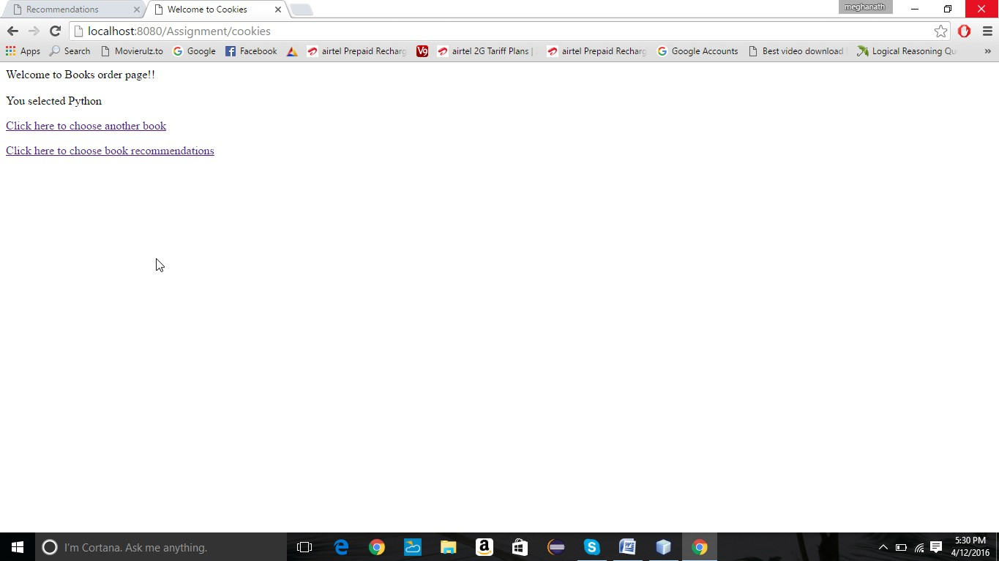 meghanath
Recommendations
Welcome to Cookies
localhost:8080/Assignment/cookies
Apps Search Movierulz.to Google Facebook airtel Prepaid Recharg V9 airtel 2G Tariff Plans | airtel Prepaid Recharg Google Accounts Best video download Logical Reasoning Qu »
Welcome to Books order page!!
You selected Python
Click here to choose another book
Click here to choose book recommendations
I'm Cortana. Ask me anything.
5:30 PM
4/12/2016